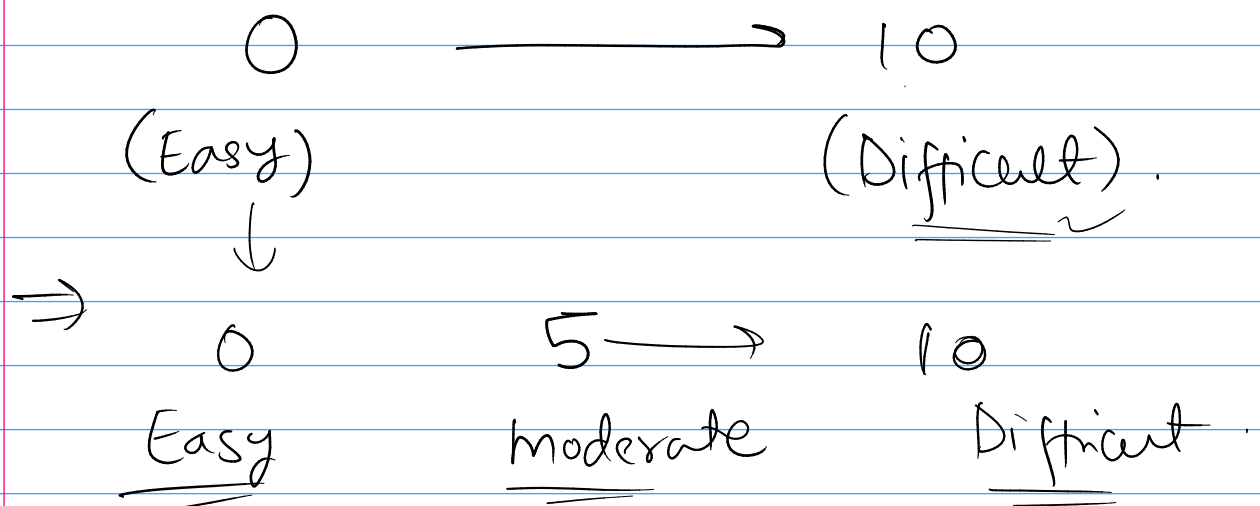 0 → 10
(Easy) (Difficult).
↓
⇒
0 5 → 10
Easy moderate Difficult.